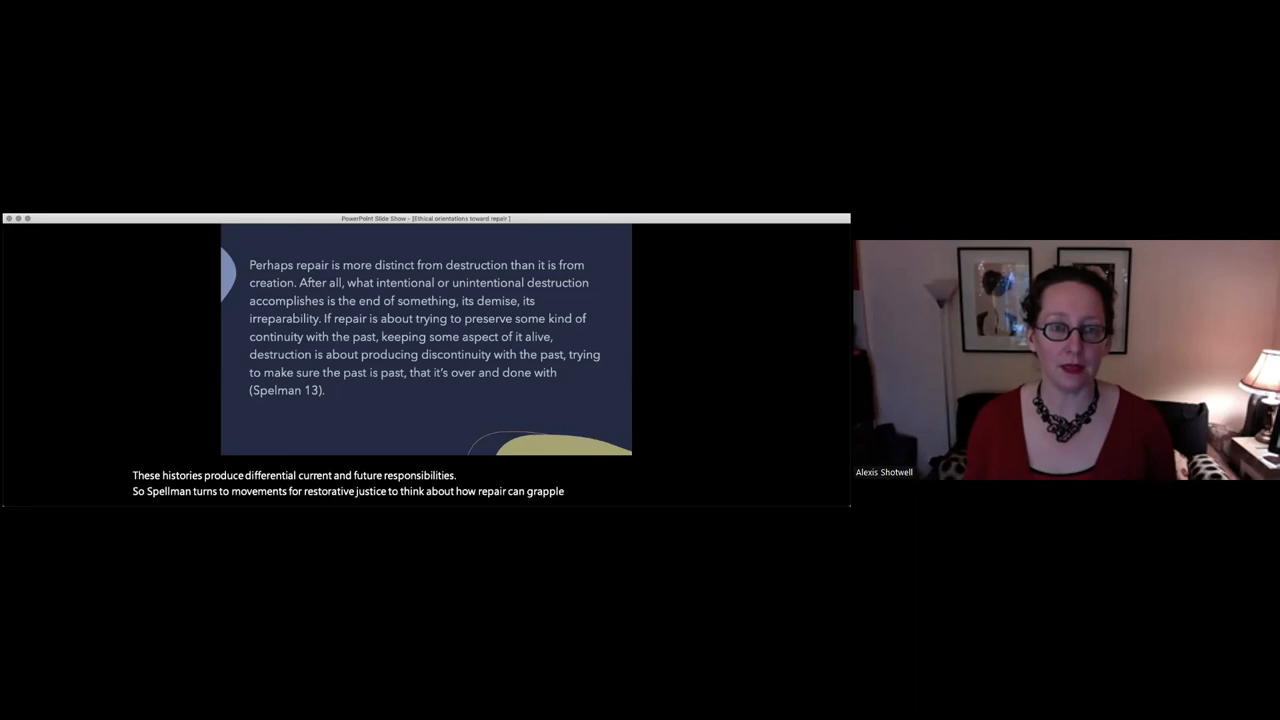 PowerPoint Slide Show - [Ethical orientations toward repair ]
Perhaps repair is more distinct from destruction than it is from
creation. After all, what intentional or unintentional destruction
accomplishes is the end of something, its demise, its
irreparability. If repair is about trying to preserve some kind of
continuity with the past, keeping some aspect of it alive,
destruction is about producing discontinuity with the past, trying
to make sure the past is past, that it’s over and done with
(Spelman 13).
These histories produce differential current and future responsibilities.
So Spellman turns to movements for restorative justice to think about how repair can grapple
Alexis Shotwell